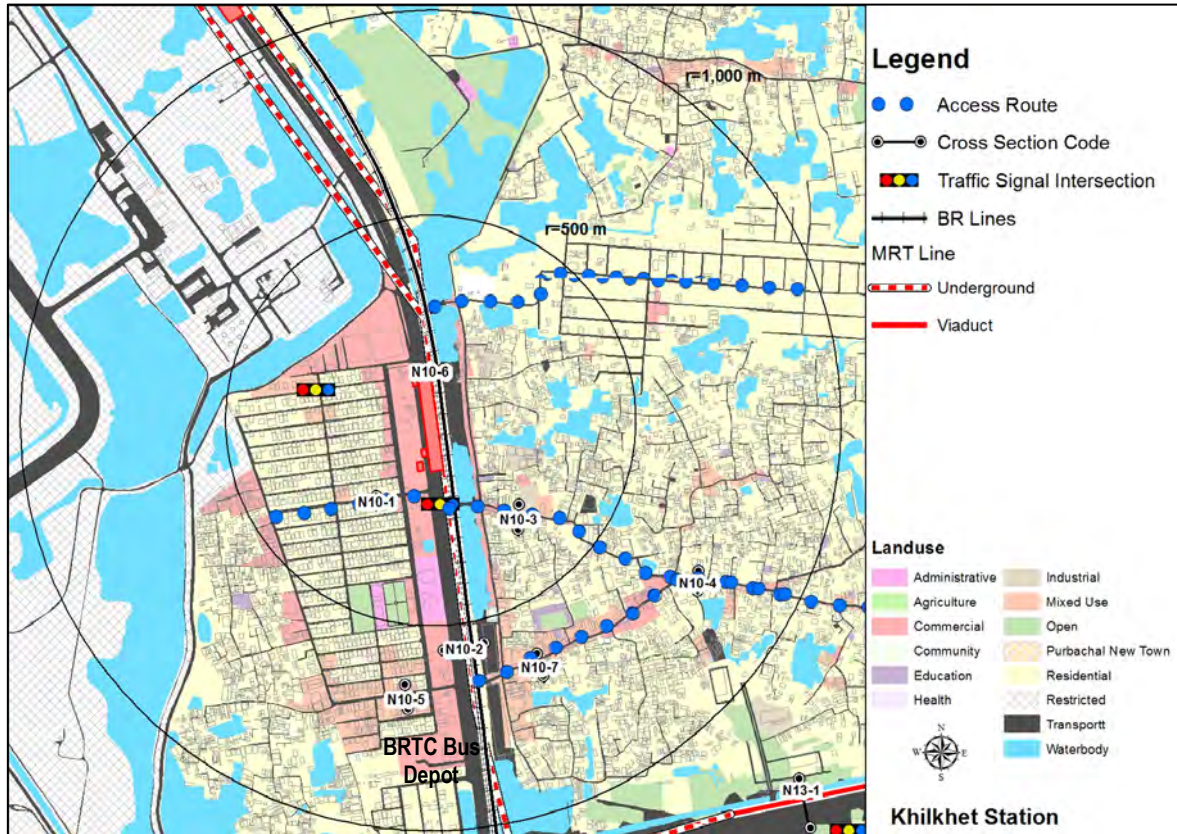 r=1,000 m
r=500 m
N10-6
N10-1
N10-3
N10-4
N10-2
N10-7
N10-5
BRTC Bus
Depot
N13-1
Legend
Access Route
Cross Section Code
Traffic Signal Intersection
BR Lines
MRT Line
Underground
Viaduct
Landuse
Administrative
Agriculture
Commercial
Community
Education
Health
Industrial
Mixed Use
Open
Purbachal New Town
Residential
Restricted
Transportt
Waterbody
N
W E
S
Khilkhet Station